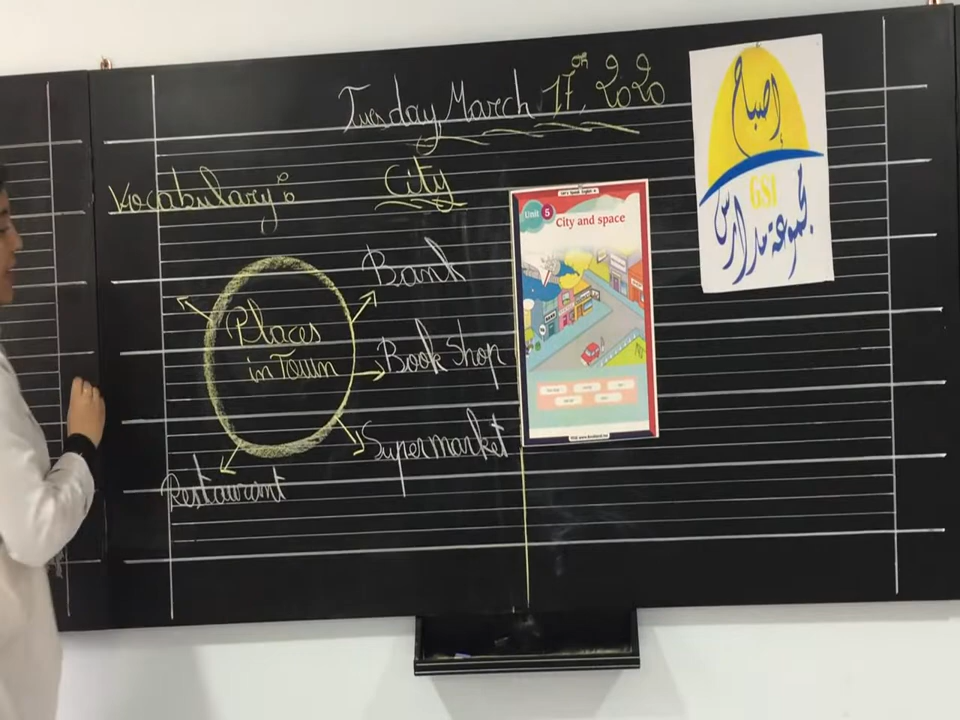 Tuesday March 17th 2020
Vocabulary:
City
Places
in Town
Bank
Book Shop
Supermarket
Restaurant
Unit 5
City and space
إصباح
GSI
مجموعة مدارس